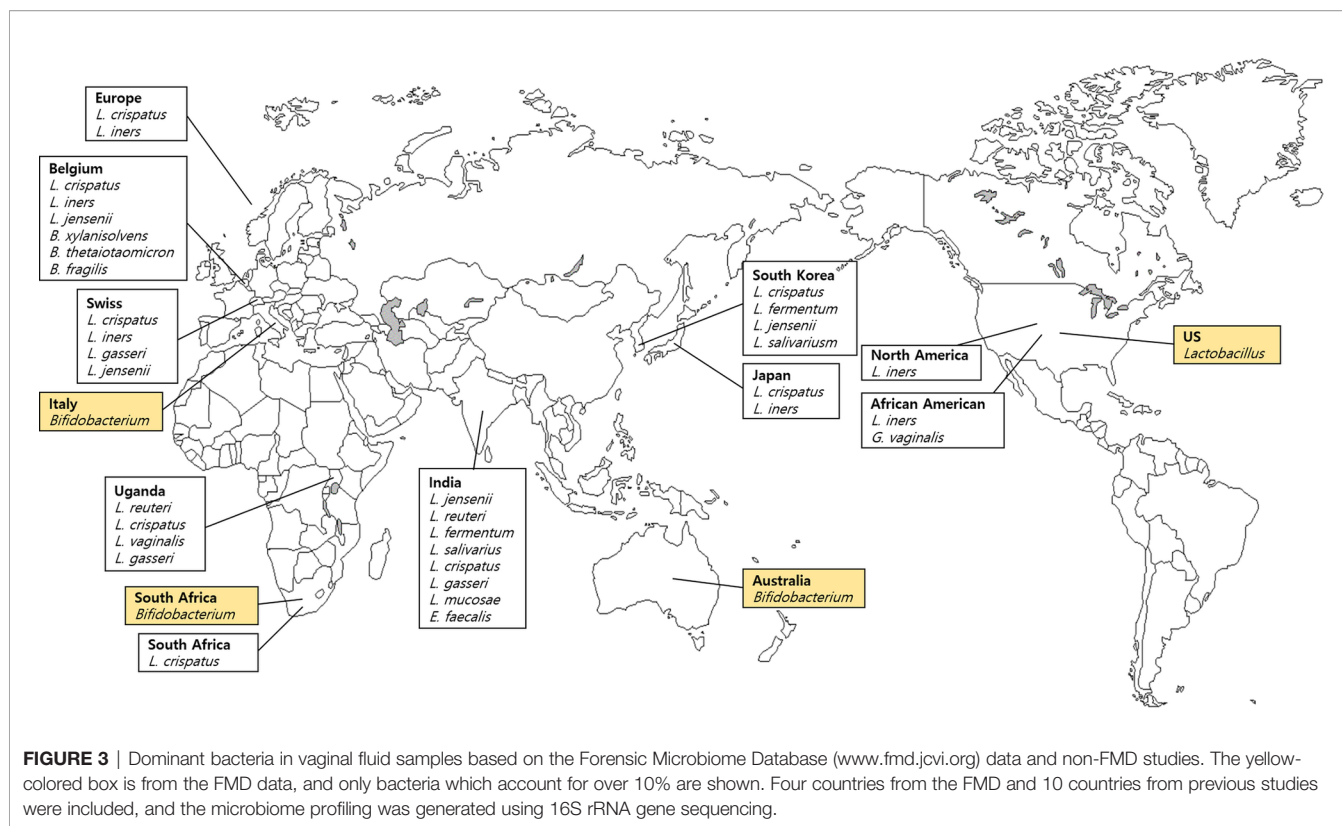 Europe
L. crispatus
L. iners
Belgium
L. crispatus
L. iners
L. jensenii
B. xylanisolvens
B. thetaiotaomicron
B. fragilis
Swiss
L. crispatus
L. iners
L. gasseri
L. jensenii
Italy
Bifidobacterium
Uganda
L. reuteri
L. crispatus
L. vaginalis
L. gasseri
South Africa
Bifidobacterium
South Africa
L. crispatus
India
L. jensenii
L. reuteri
L. fermentum
L. salivarius
L. crispatus
L. gasseri
L. mucosae
E. faecalis
South Korea
L. crispatus
L. fermentum
L. jensenii
L. salivariusm
Japan
L. crispatus
L. iners
Australia
Bifidobacterium
North America
L. iners
African American
L. iners
G. vaginalis
US
Lactobacillus
FIGURE 3 | Dominant bacteria in vaginal fluid samples based on the Forensic Microbiome Database (www.fmd.jcvi.org) data and non-FMD studies. The yellow-
colored box is from the FMD data, and only bacteria which account for over 10% are shown. Four countries from the FMD and 10 countries from previous studies
were included, and the microbiome profiling was generated using 16S rRNA gene sequencing.